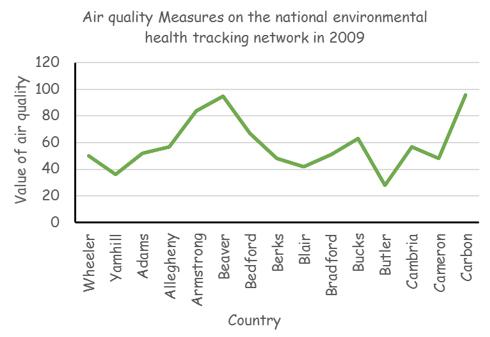 Air quality Measures on the national environmental
health tracking network in 2009
Value of air quality
120
100
80
60
40
20
0
Wheeler
Yamhill
Adams
Allegheny
Armstrong
Beaver
Bedford
Berks
Blair
Bradford
Bucks
Butler
Cambria
Cameron
Carbon
Country